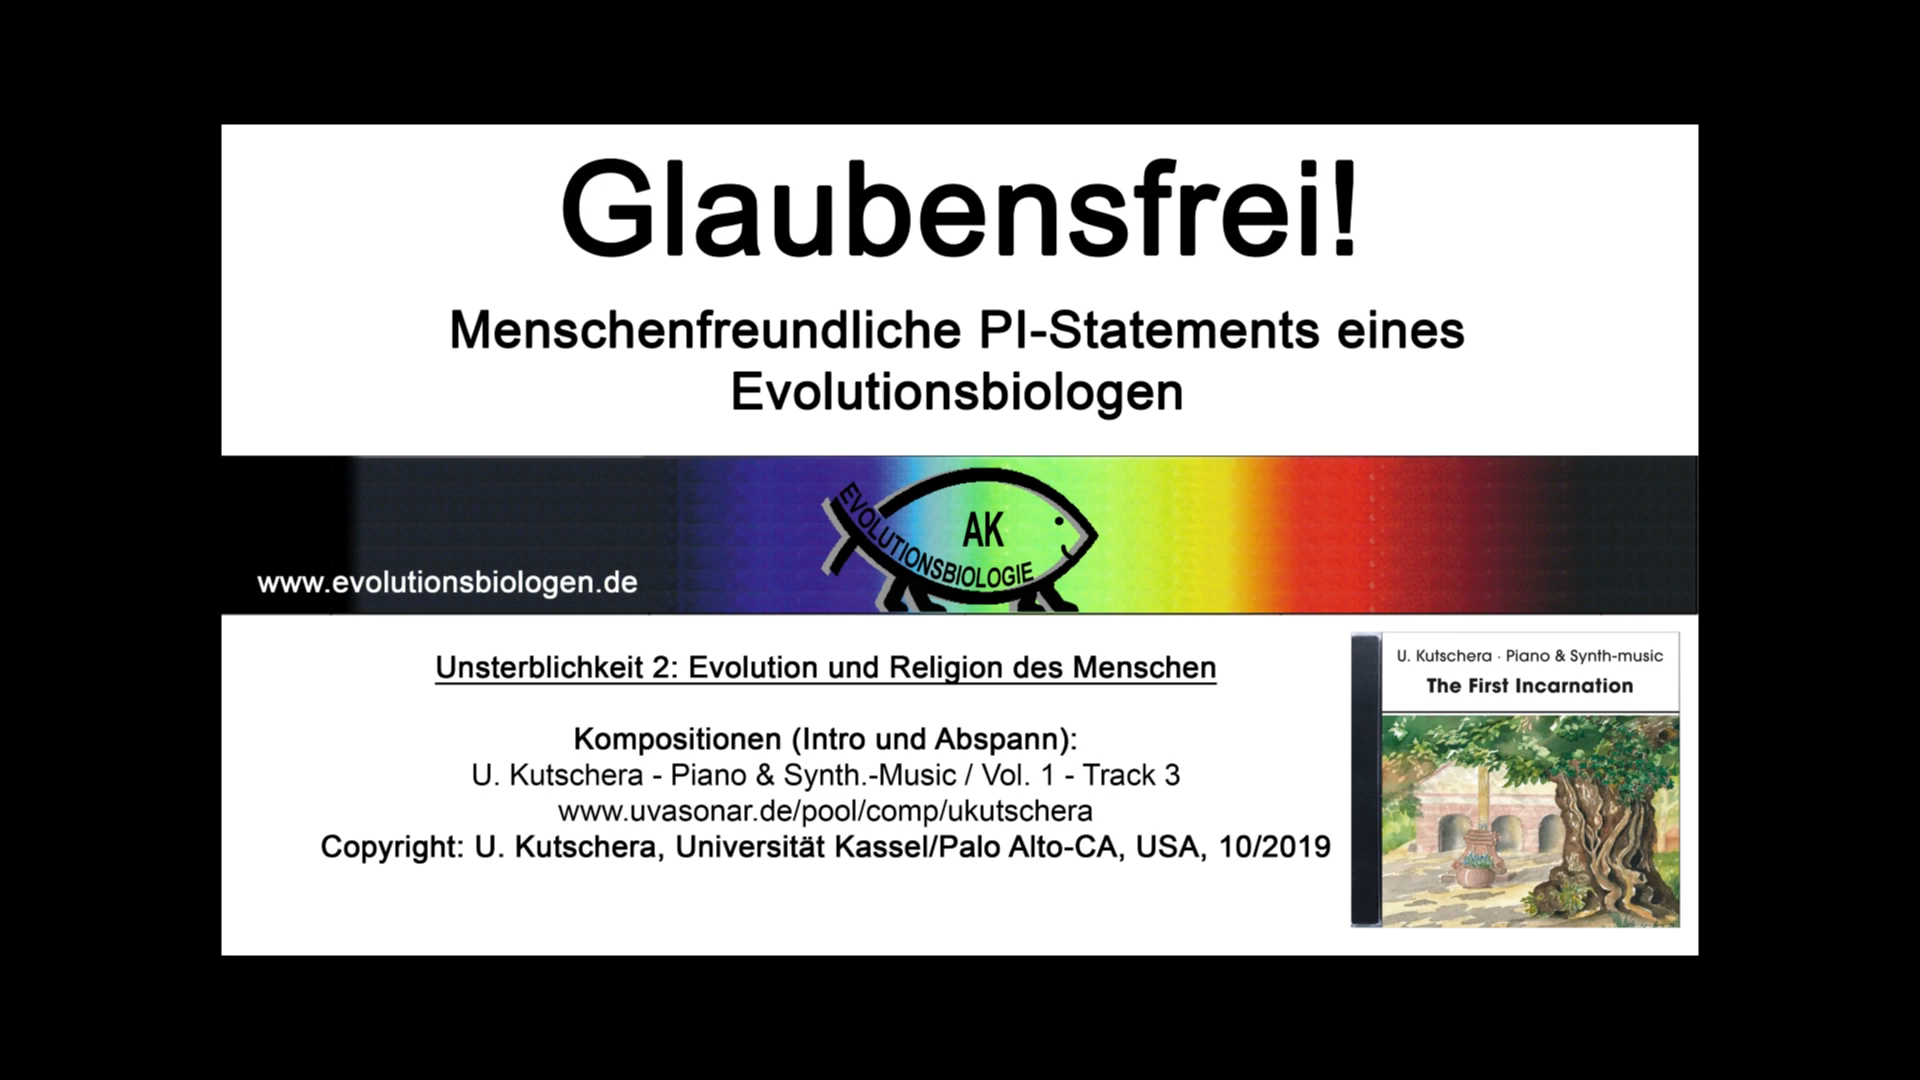 Glaubensfrei!
Menschenfreundliche PI-Statements eines
Evolutionsbiologen
AK
EVOLUTIONSBIOLOGIE
www.evolutionsbiologen.de
Unsterblichkeit 2: Evolution und Religion des Menschen
Kompositionen (Intro und Abspann):
U. Kutschera - Piano & Synth.-Music / Vol. 1 - Track 3
www.uvasonar.de/pool/comp/ukutschera
Copyright: U. Kutschera, Universität Kassel/Palo Alto-CA, USA, 10/2019
U. Kutschera · Piano & Synth-music
The First Incarnation